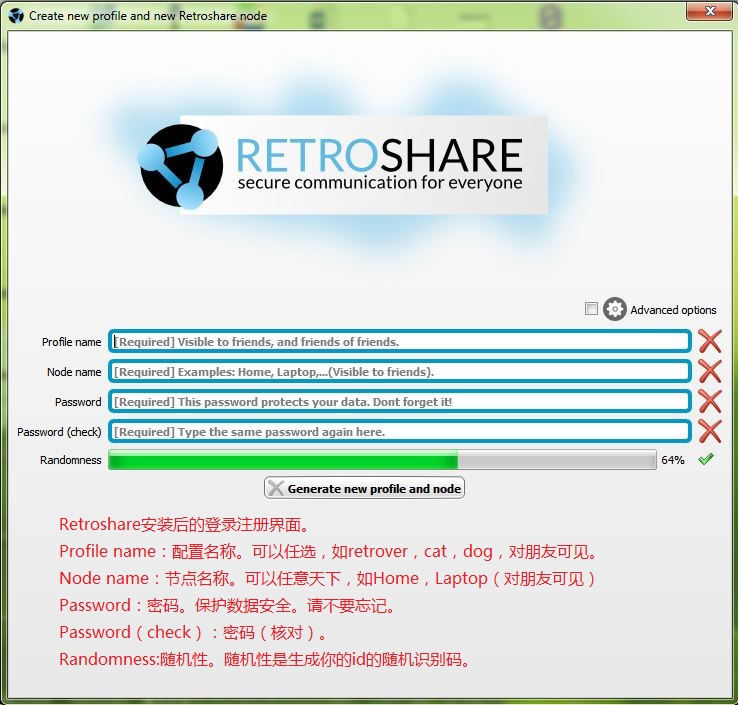 Create new profile and new Retroshare node
RETROSHARE
secure communication for everyone
Advanced options
Profile name [Required] Visible to friends, and friends of friends.
Node name [Required] Examples: Home, Laptop,...(Visible to friends).
Password [Required] This password protects your data. Dont forget it!
Password (check) [Required] Type the same password again here.
Randomness 64%
Generate new profile and node
Retroshare安装后的登录注册界面。
Profile name：配置名称。可以任选，如retrover，cat，dog，对朋友可见。
Node name：节点名称。可以任意天下，如Home，Laptop（对朋友可见）
Password：密码。保护数据安全。请不要忘记。
Password（check）：密码（核对）。
Randomness:随机性。随机性是生成你的id的随机识别码。